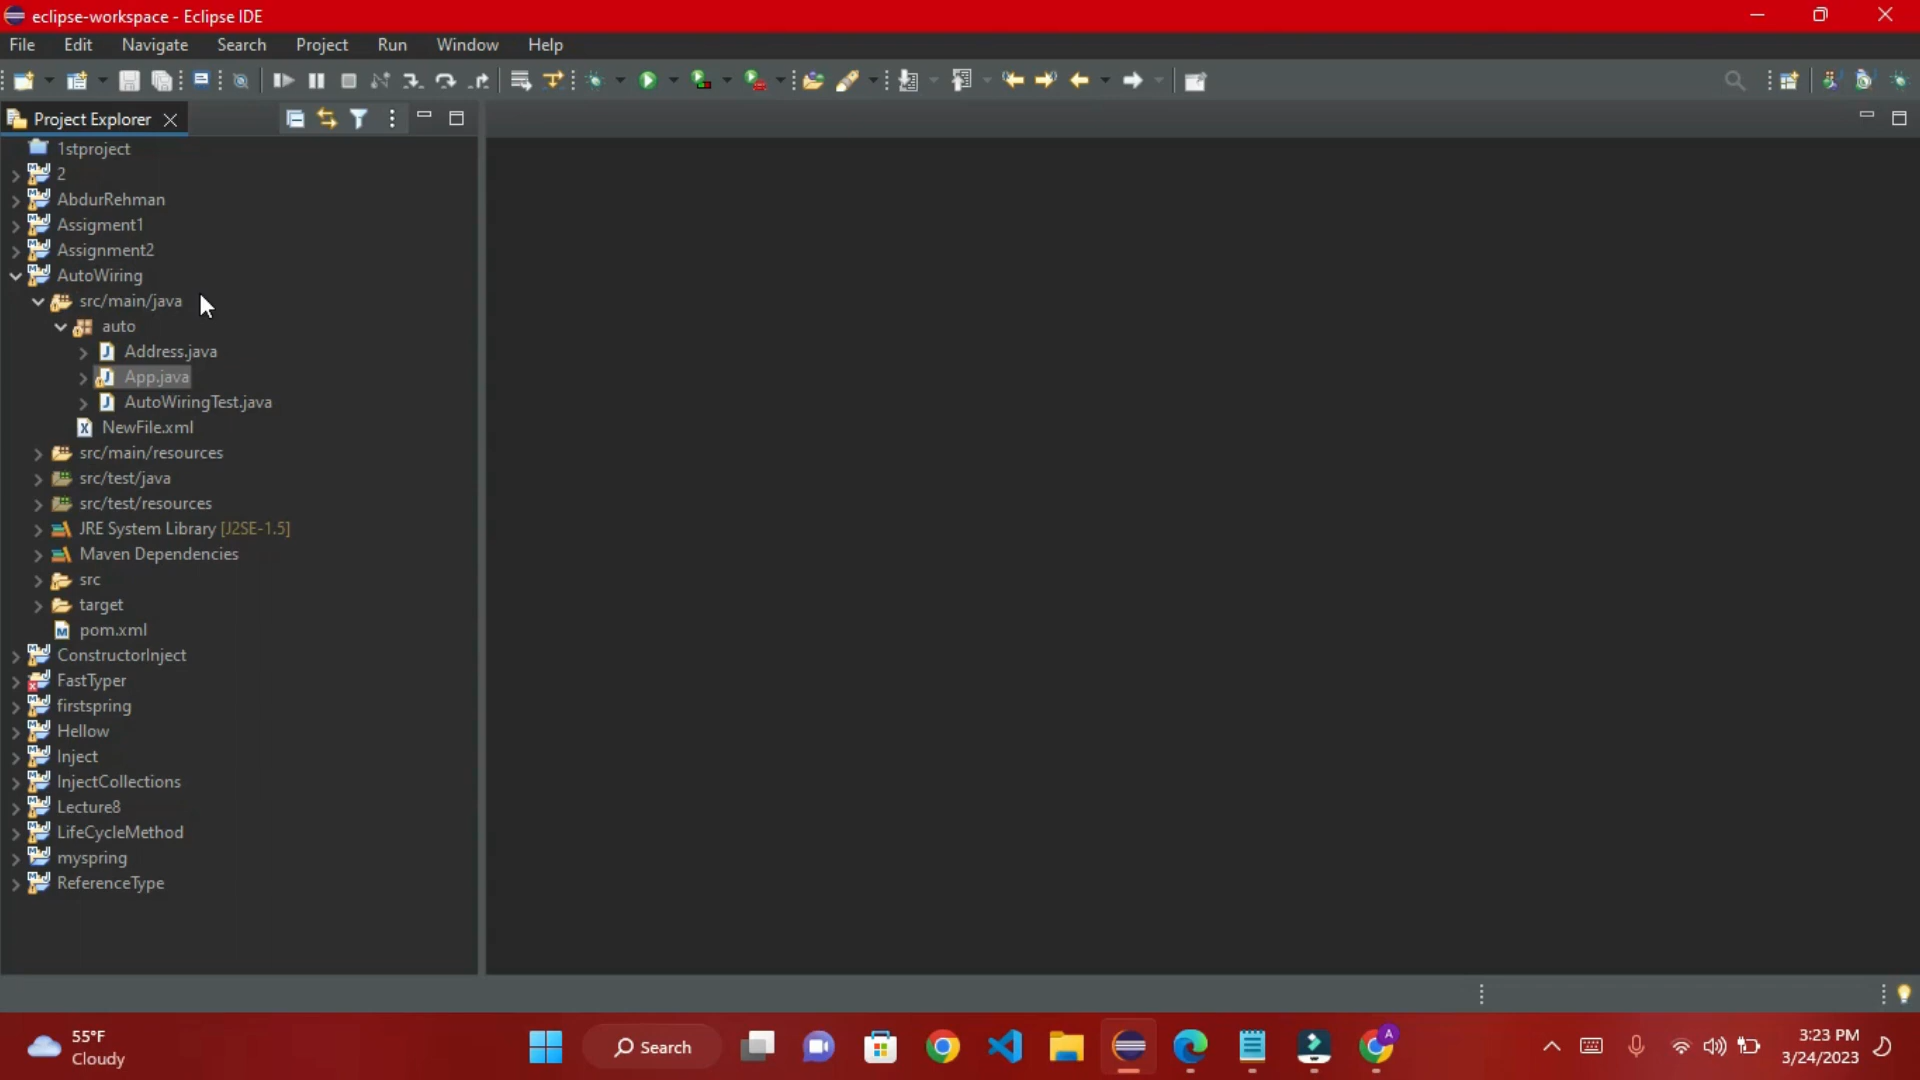 eclipse-workspace - Eclipse IDE
File Edit Navigate Search Project Run Window Help
Project Explorer
1stproject
2
AbdurRehman
Assigment1
Assignment2
AutoWiring
src/main/java
auto
Address.java
App.java
AutoWiringTest.java
NewFile.xml
src/main/resources
src/test/java
src/test/resources
JRE System Library [J2SE-1.5]
Maven Dependencies
src
target
pom.xml
ConstructorInject
FastTyper
firstspring
Hellow
Inject
InjectCollections
Lecture8
LifeCycleMethod
myspring
ReferenceType
55°F
Cloudy
Search
A
3:23 PM
3/24/2023